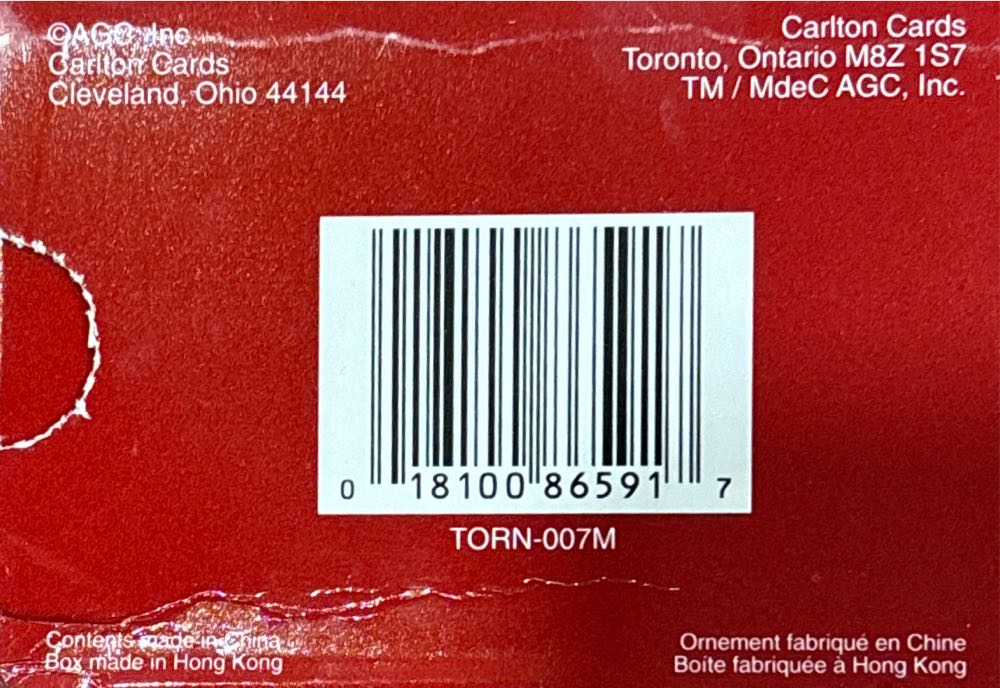 ©AGC, Inc.
Carlton Cards
Cleveland, Ohio 44144
Carlton Cards
Toronto, Ontario M8Z 1S7
TM / MdeC AGC, Inc.
0 18100 86591 7
TORN-007M
Contents made in China
Box made in Hong Kong
Ornement fabriqué en Chine
Boîte fabriquée à Hong Kong